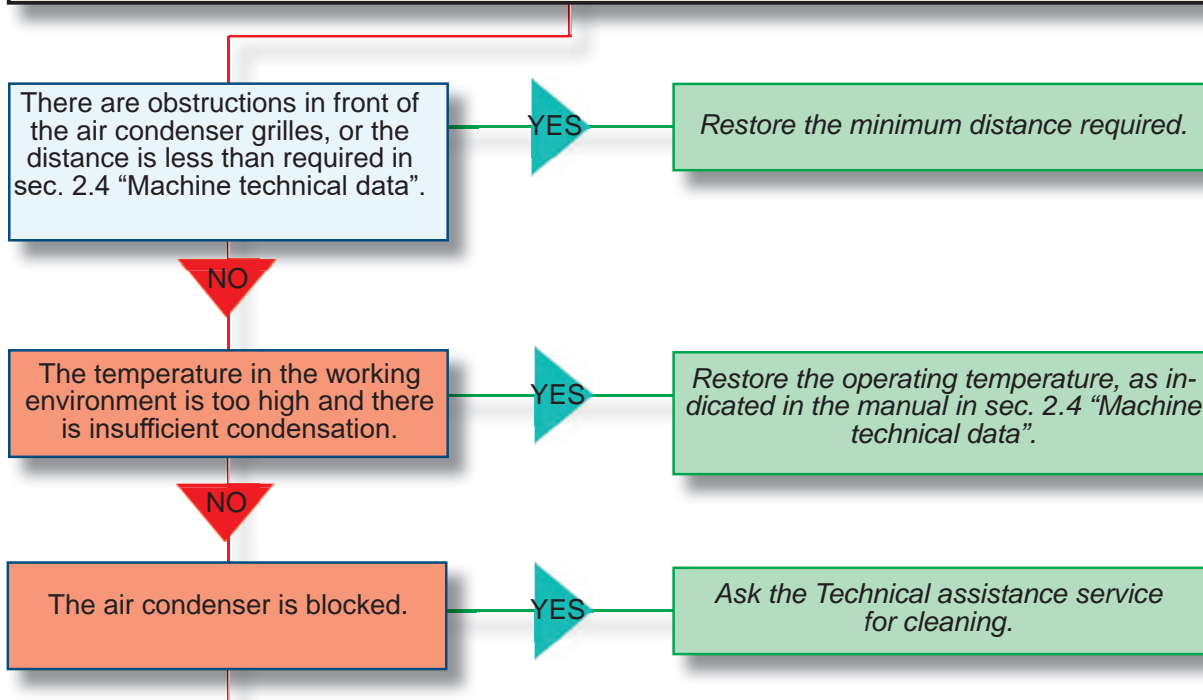 There are obstructions in front of
the air condenser grilles, or the
distance is less than required in
sec. 2.4 “Machine technical data”.
YES
Restore the minimum distance required.
NO
The temperature in the working
environment is too high and there
is insufficient condensation.
YES
Restore the operating temperature, as in-
dicated in the manual in sec. 2.4 “Machine
technical data”.
NO
The air condenser is blocked.
YES
Ask the Technical assistance service
for cleaning.